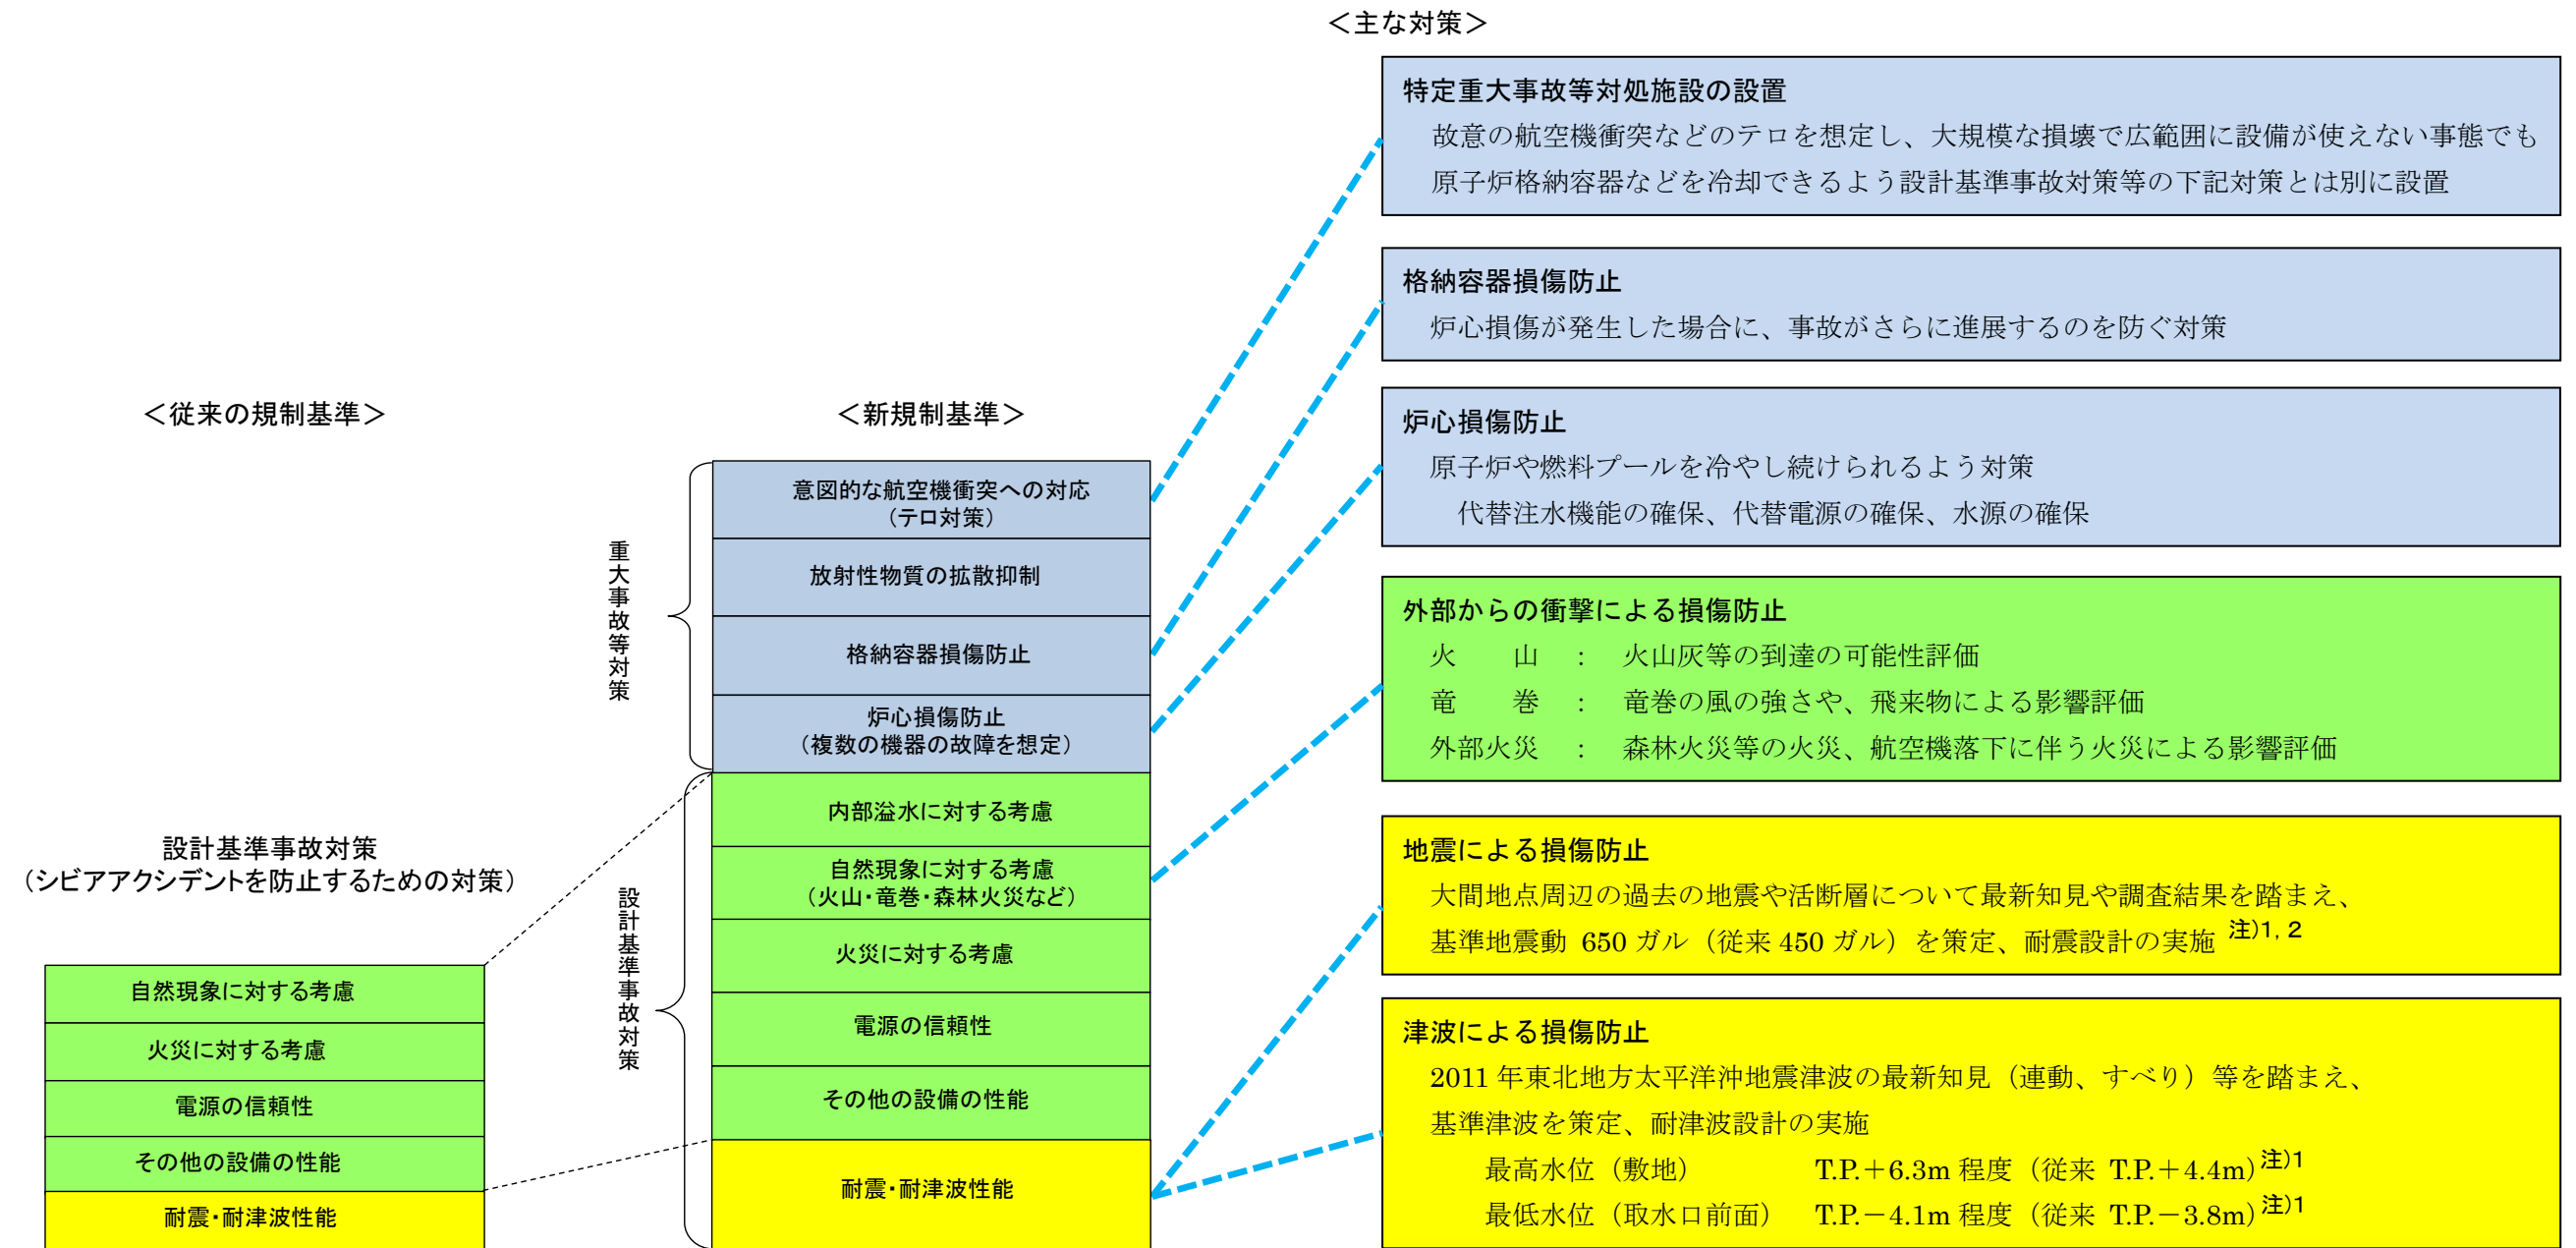 ＜従来の規制基準＞
設計基準事故対策
（シビアアクシデントを防止するための対策）
自然現象に対する考慮
火災に対する考慮
電源の信頼性
その他の設備の性能
耐震・耐津波性能
＜新規制基準＞
重大事故等対策
意図的な航空機衝突への対応
（テロ対策）
放射性物質の拡散抑制
格納容器損傷防止
炉心損傷防止
（複数の機器の故障を想定）
設計基準事故対策
内部溢水に対する考慮
自然現象に対する考慮
（火山・竜巻・森林火災など）
火災に対する考慮
電源の信頼性
その他の設備の性能
耐震・耐津波性能
＜主な対策＞
特定重大事故等対処施設の設置
故意の航空機衝突などのテロを想定し、大規模な損壊で広範囲に設備が使えない事態でも
原子炉格納容器などを冷却できるよう設計基準事故対策等の下記対策とは別に設置
格納容器損傷防止
炉心損傷が発生した場合に、事故がさらに進展するのを防ぐ対策
炉心損傷防止
原子炉や燃料プールを冷やし続けられるよう対策
代替注水機能の確保、代替電源の確保、水源の確保
外部からの衝撃による損傷防止
火　山　：　火山灰等の到達の可能性評価
竜　巻　：　竜巻の風の強さや、飛来物による影響評価
外部火災　：　森林火災等の火災、航空機落下に伴う火災による影響評価
地震による損傷防止
大間地点周辺の過去の地震や活断層について最新知見や調査結果を踏まえ、
基準地震動 650 ガル（従来 450 ガル）を策定、耐震設計の実施 注)1, 2
津波による損傷防止
2011 年東北地方太平洋沖地震津波の最新知見（連動、すべり）等を踏まえ、
基準津波を策定、耐津波設計の実施
最高水位（敷地）　T.P.＋6.3m 程度（従来 T.P.＋4.4m）注)1
最低水位（取水口前面）　T.P.－4.1m 程度（従来 T.P.－3.8m）注)1